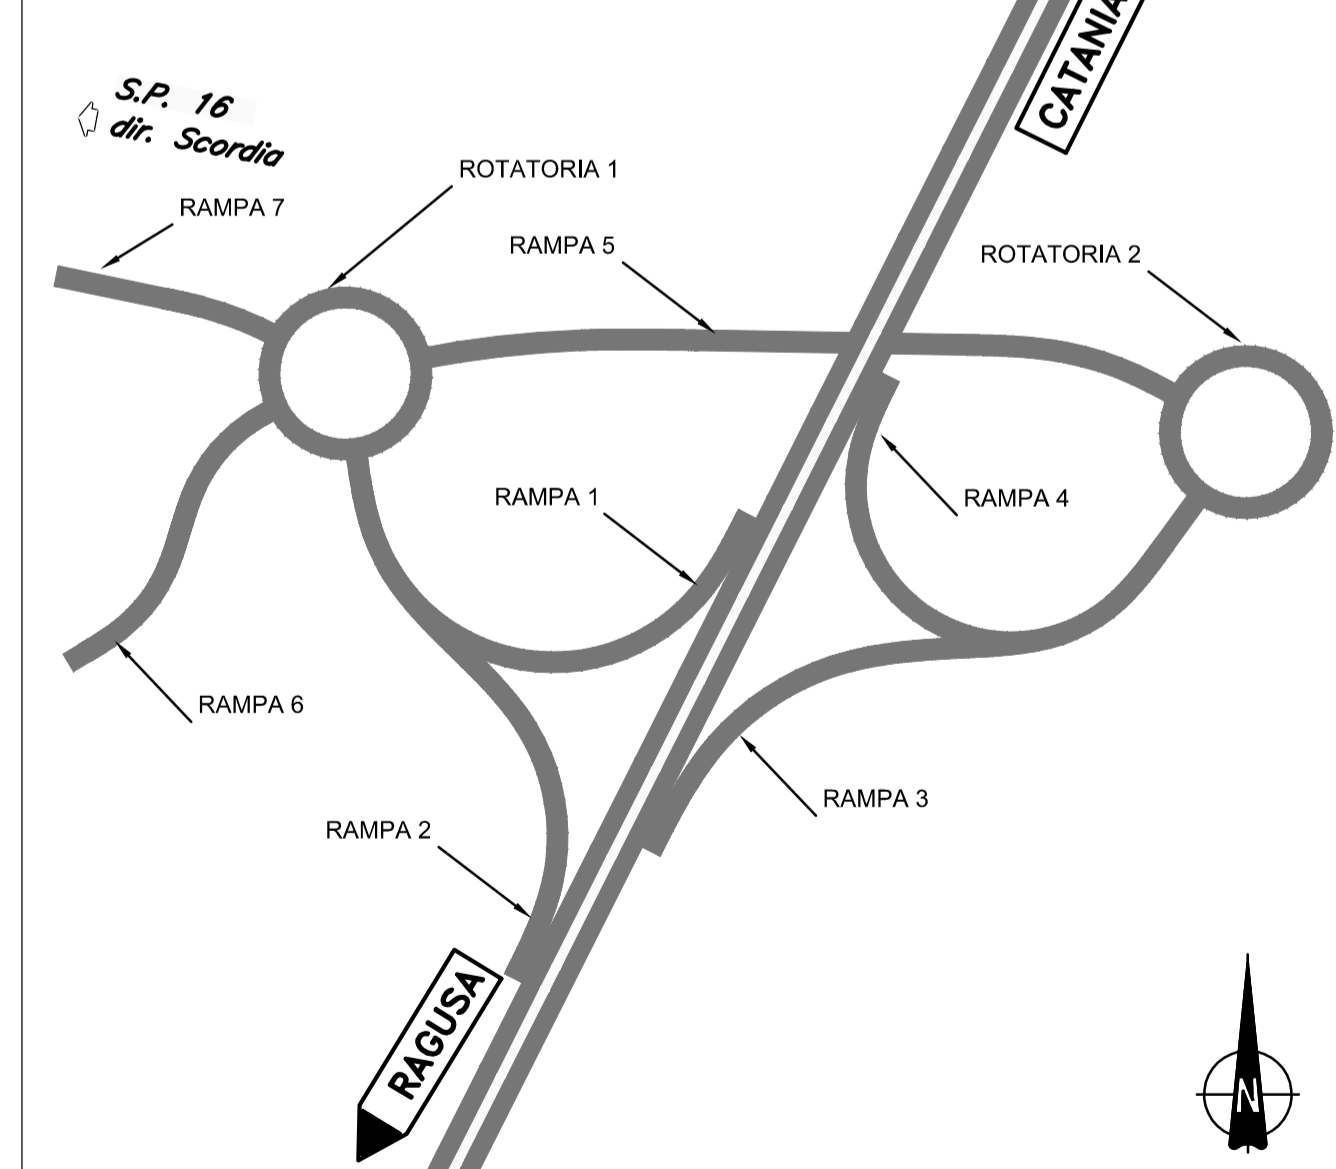 CATANIA
S.P. 16
dir. Scordia
ROTATORIA 1
RAMPA 7
RAMPA 5
ROTATORIA 2
RAMPA 1
RAMPA 4
RAMPA 6
RAMPA 3
RAMPA 2
RAGUSA
N